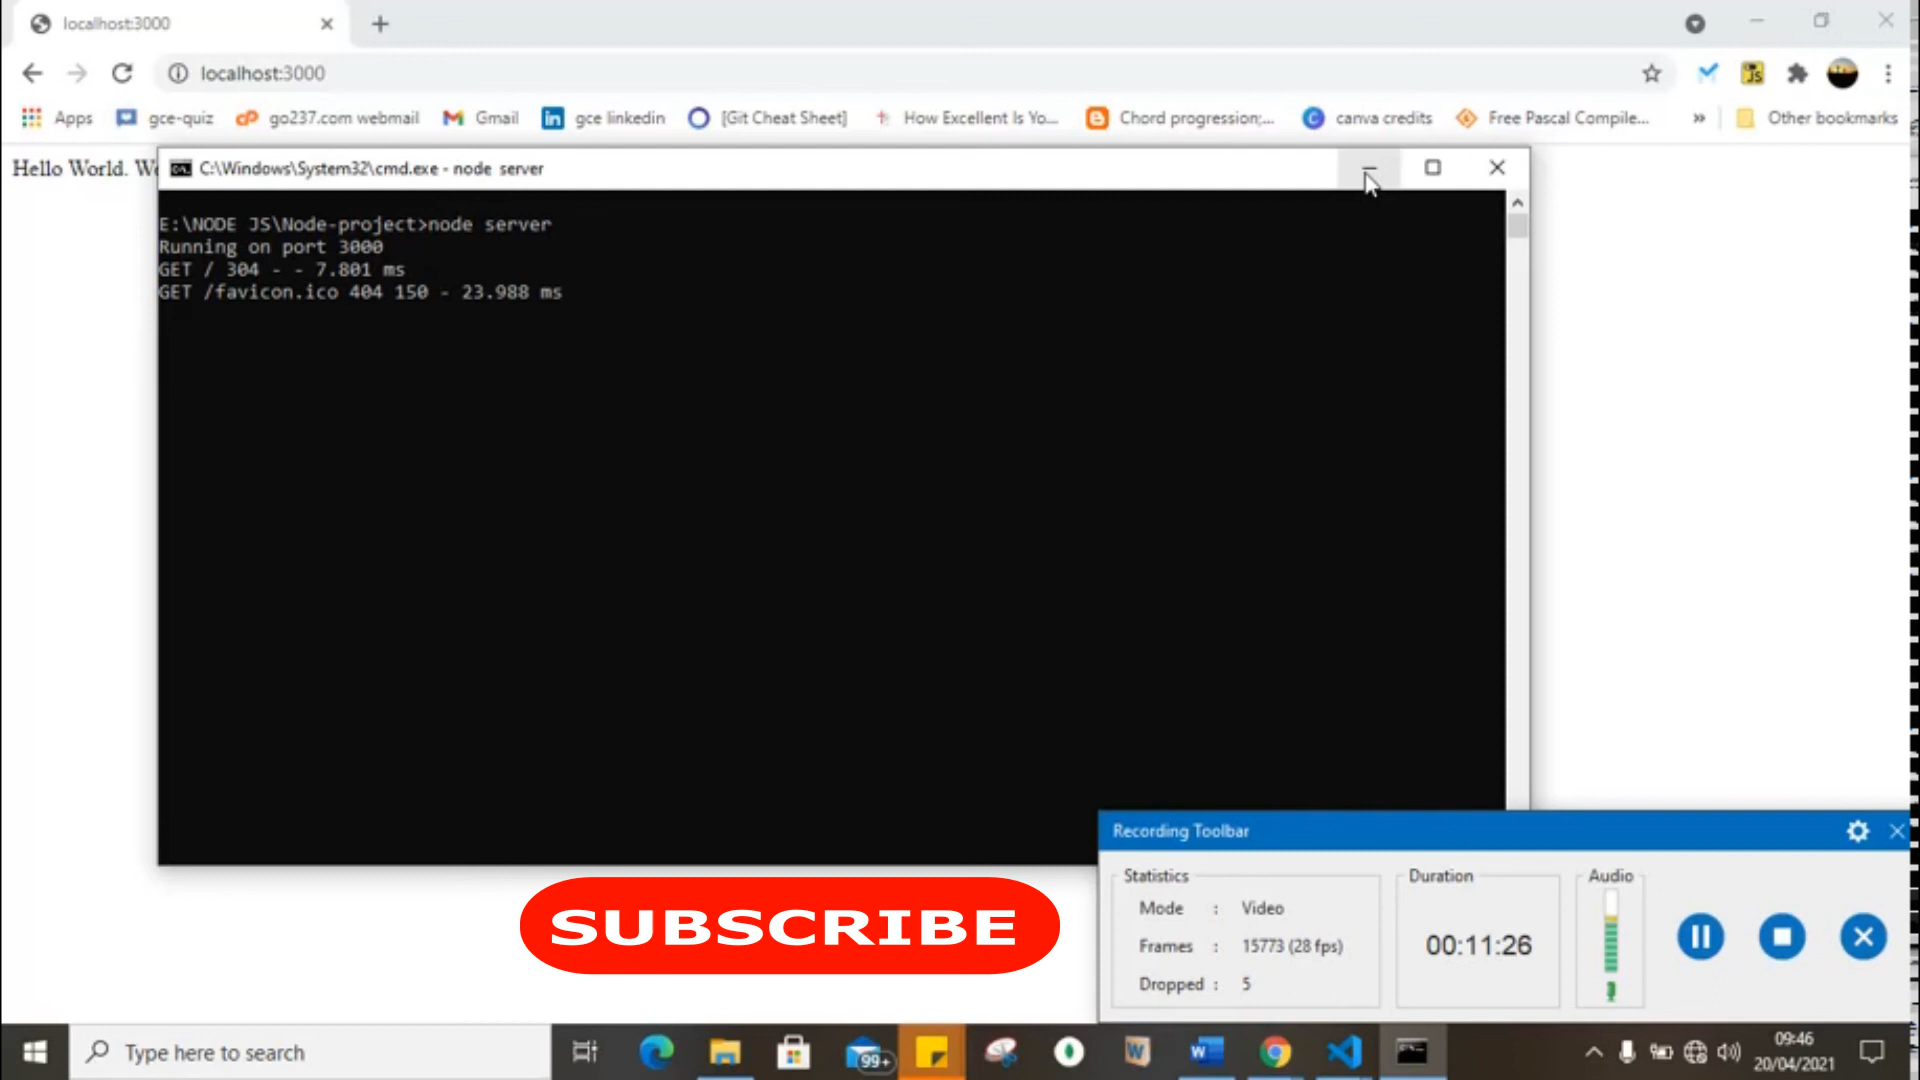 localhost:3000
localhost:3000
Apps gce-quiz go237.com webmail Gmail gce linkedin [Git Cheat Sheet] How Excellent Is Yo... Chord progression;... canva credits Free Pascal Compile... » Other bookmarks
Hello World.
C:\Windows\System32\cmd.exe - node server
E:\NODE JS\Node-project>node server
Running on port 3000
GET / 304 - - 7.801 ms
GET /favicon.ico 404 150 - 23.988 ms
Recording Toolbar
Statistics
Mode : Video
Frames : 15773 (28 fps)
Dropped : 5
Duration
00:11:26
Audio
SUBSCRIBE
Type here to search
99+
09:46
20/04/2021